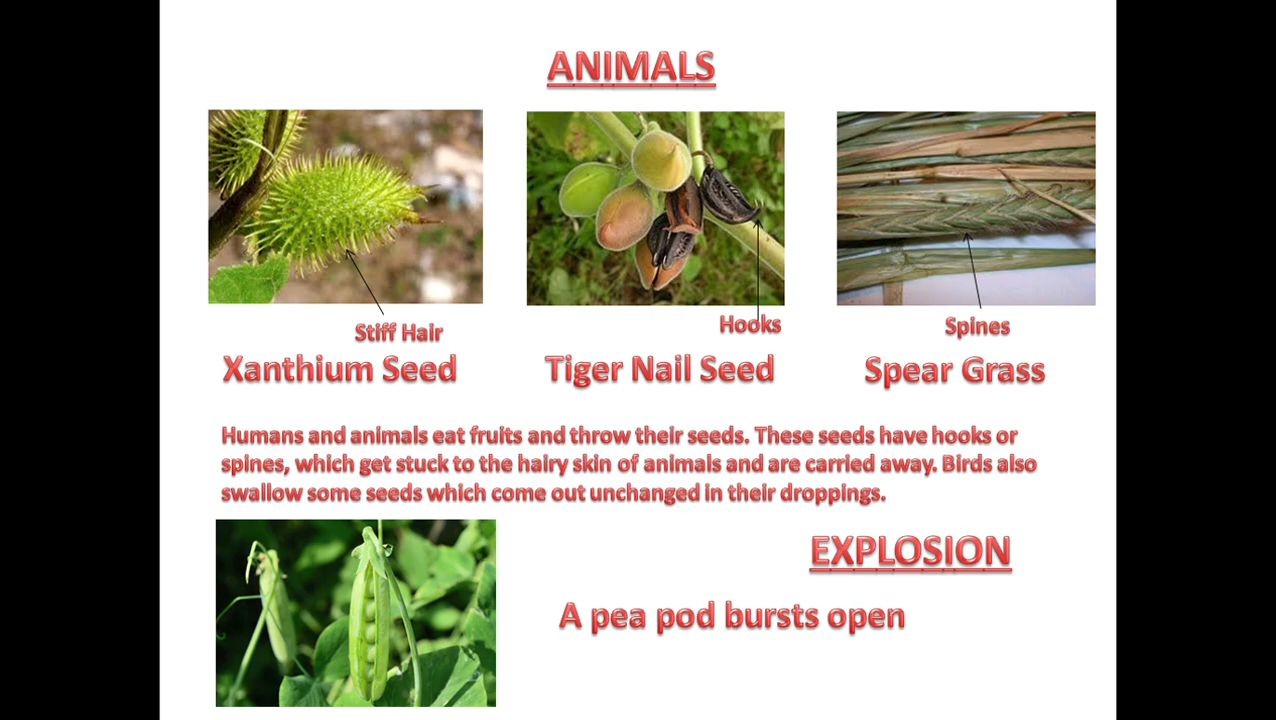 ANIMALS
Stiff Hair
Hooks
Spines
Xanthium Seed
Tiger Nail Seed
Spear Grass
Humans and animals eat fruits and throw their seeds. These seeds have hooks or
spines, which get stuck to the hairy skin of animals and are carried away. Birds also
swallow some seeds which come out unchanged in their droppings.
EXPLOSION
A pea pod bursts open